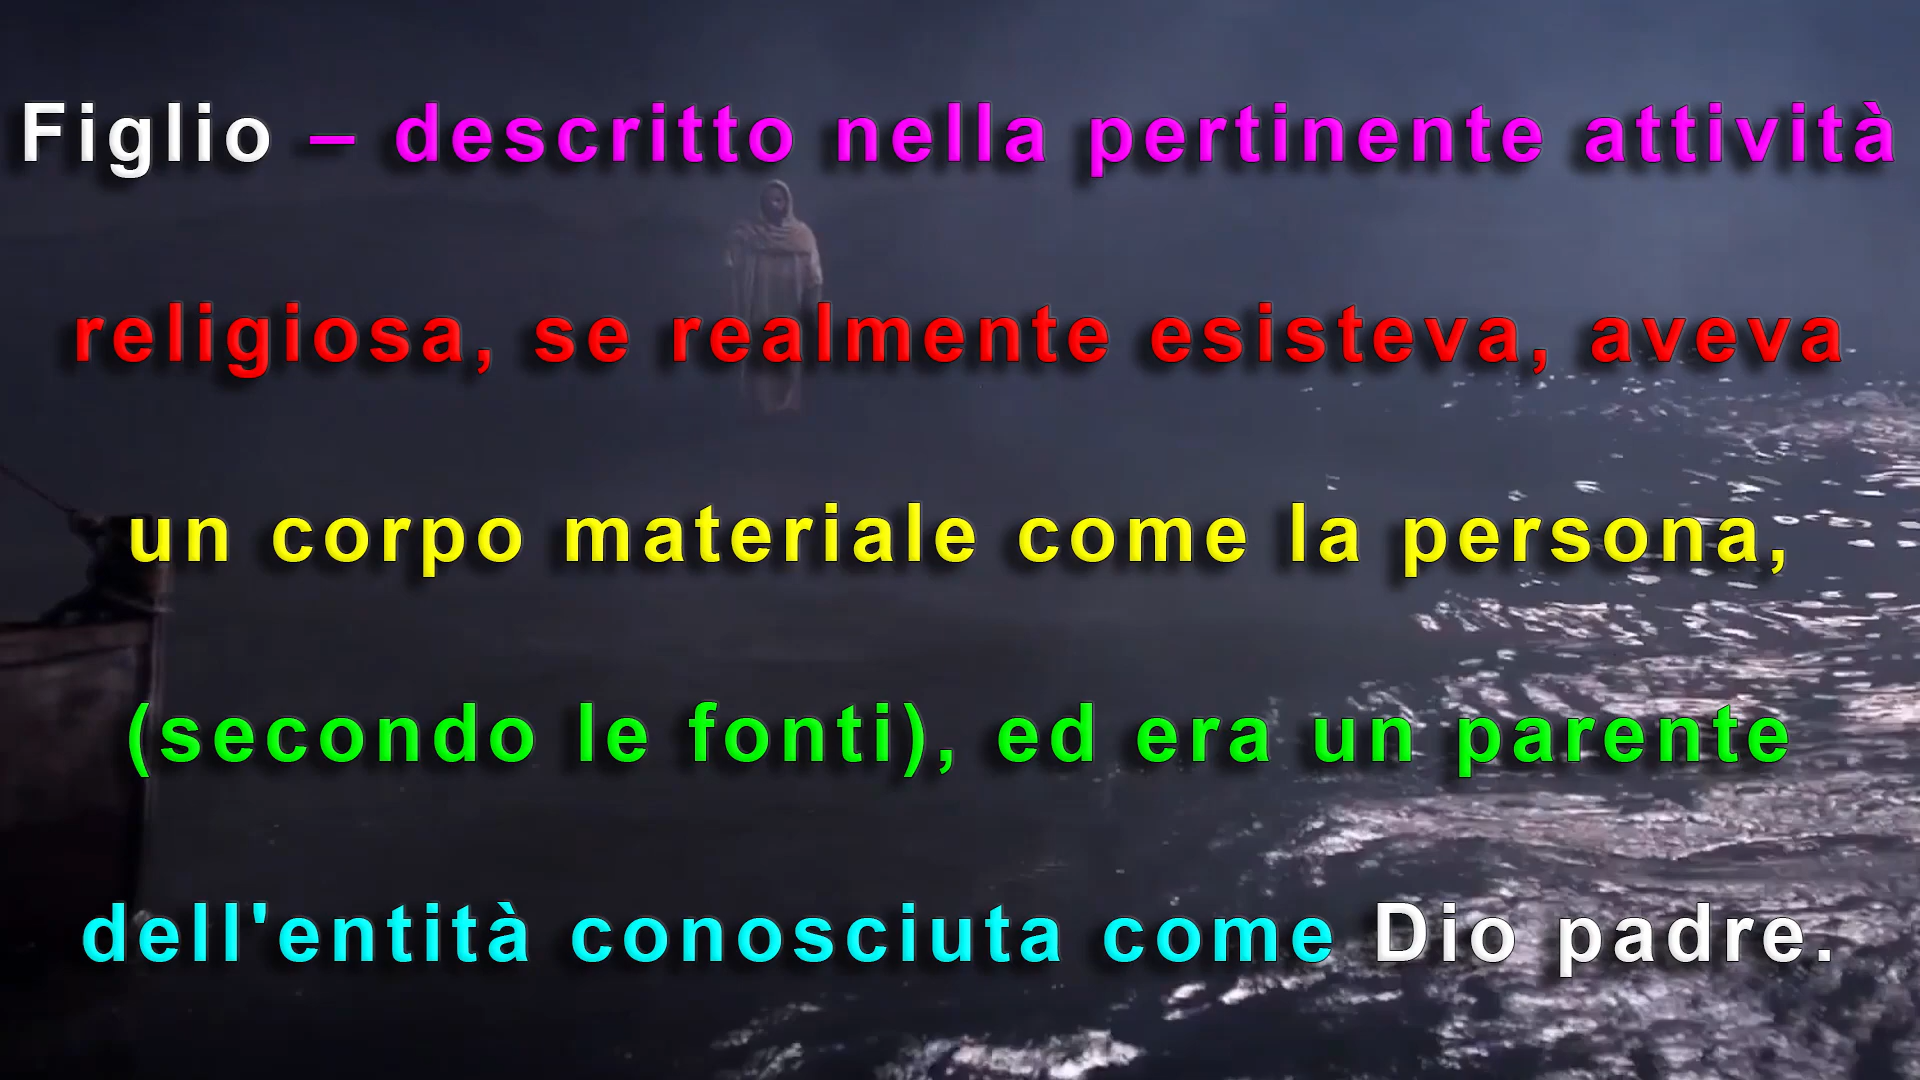 Figlio – descritto nella pertinente attività
religiosa, se realmente esisteva, aveva
un corpo materiale come la persona,
(secondo le fonti), ed era un parente
dell'entità conosciuta come Dio padre.